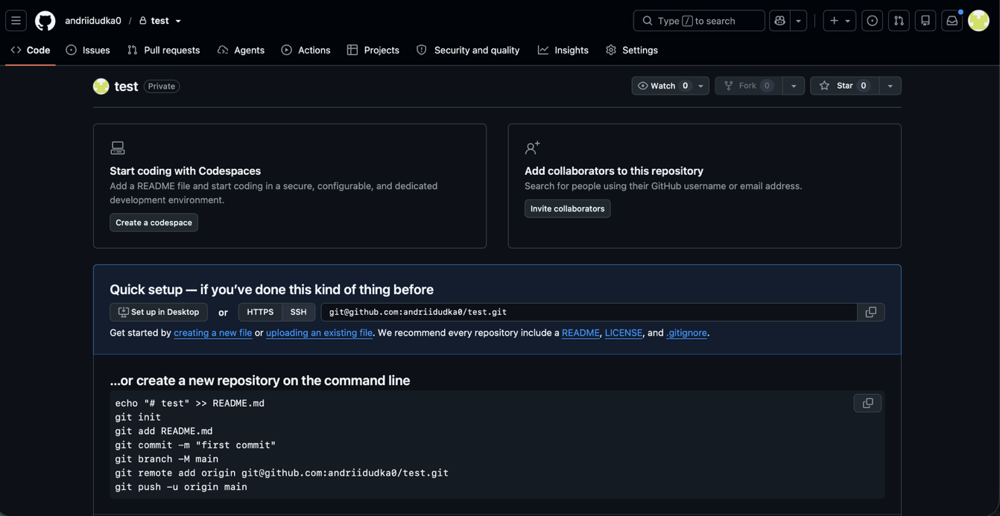 andriidudka0 / test
Type / to search
Code Issues Pull requests Agents Actions Projects Security and quality Insights Settings
test Private
Watch 0 Fork 0 Star 0
Start coding with Codespaces
Add a README file and start coding in a secure, configurable, and dedicated
development environment.
Create a codespace
Add collaborators to this repository
Search for people using their GitHub username or email address.
Invite collaborators
Quick setup — if you’ve done this kind of thing before
Set up in Desktop or HTTPS SSH git@github.com:andriidudka0/test.git
Get started by creating a new file or uploading an existing file. We recommend every repository include a README, LICENSE, and .gitignore.
...or create a new repository on the command line
echo "# test" >> README.md
git init
git add README.md
git commit -m "first commit"
git branch -M main
git remote add origin git@github.com:andriidudka0/test.git
git push -u origin main